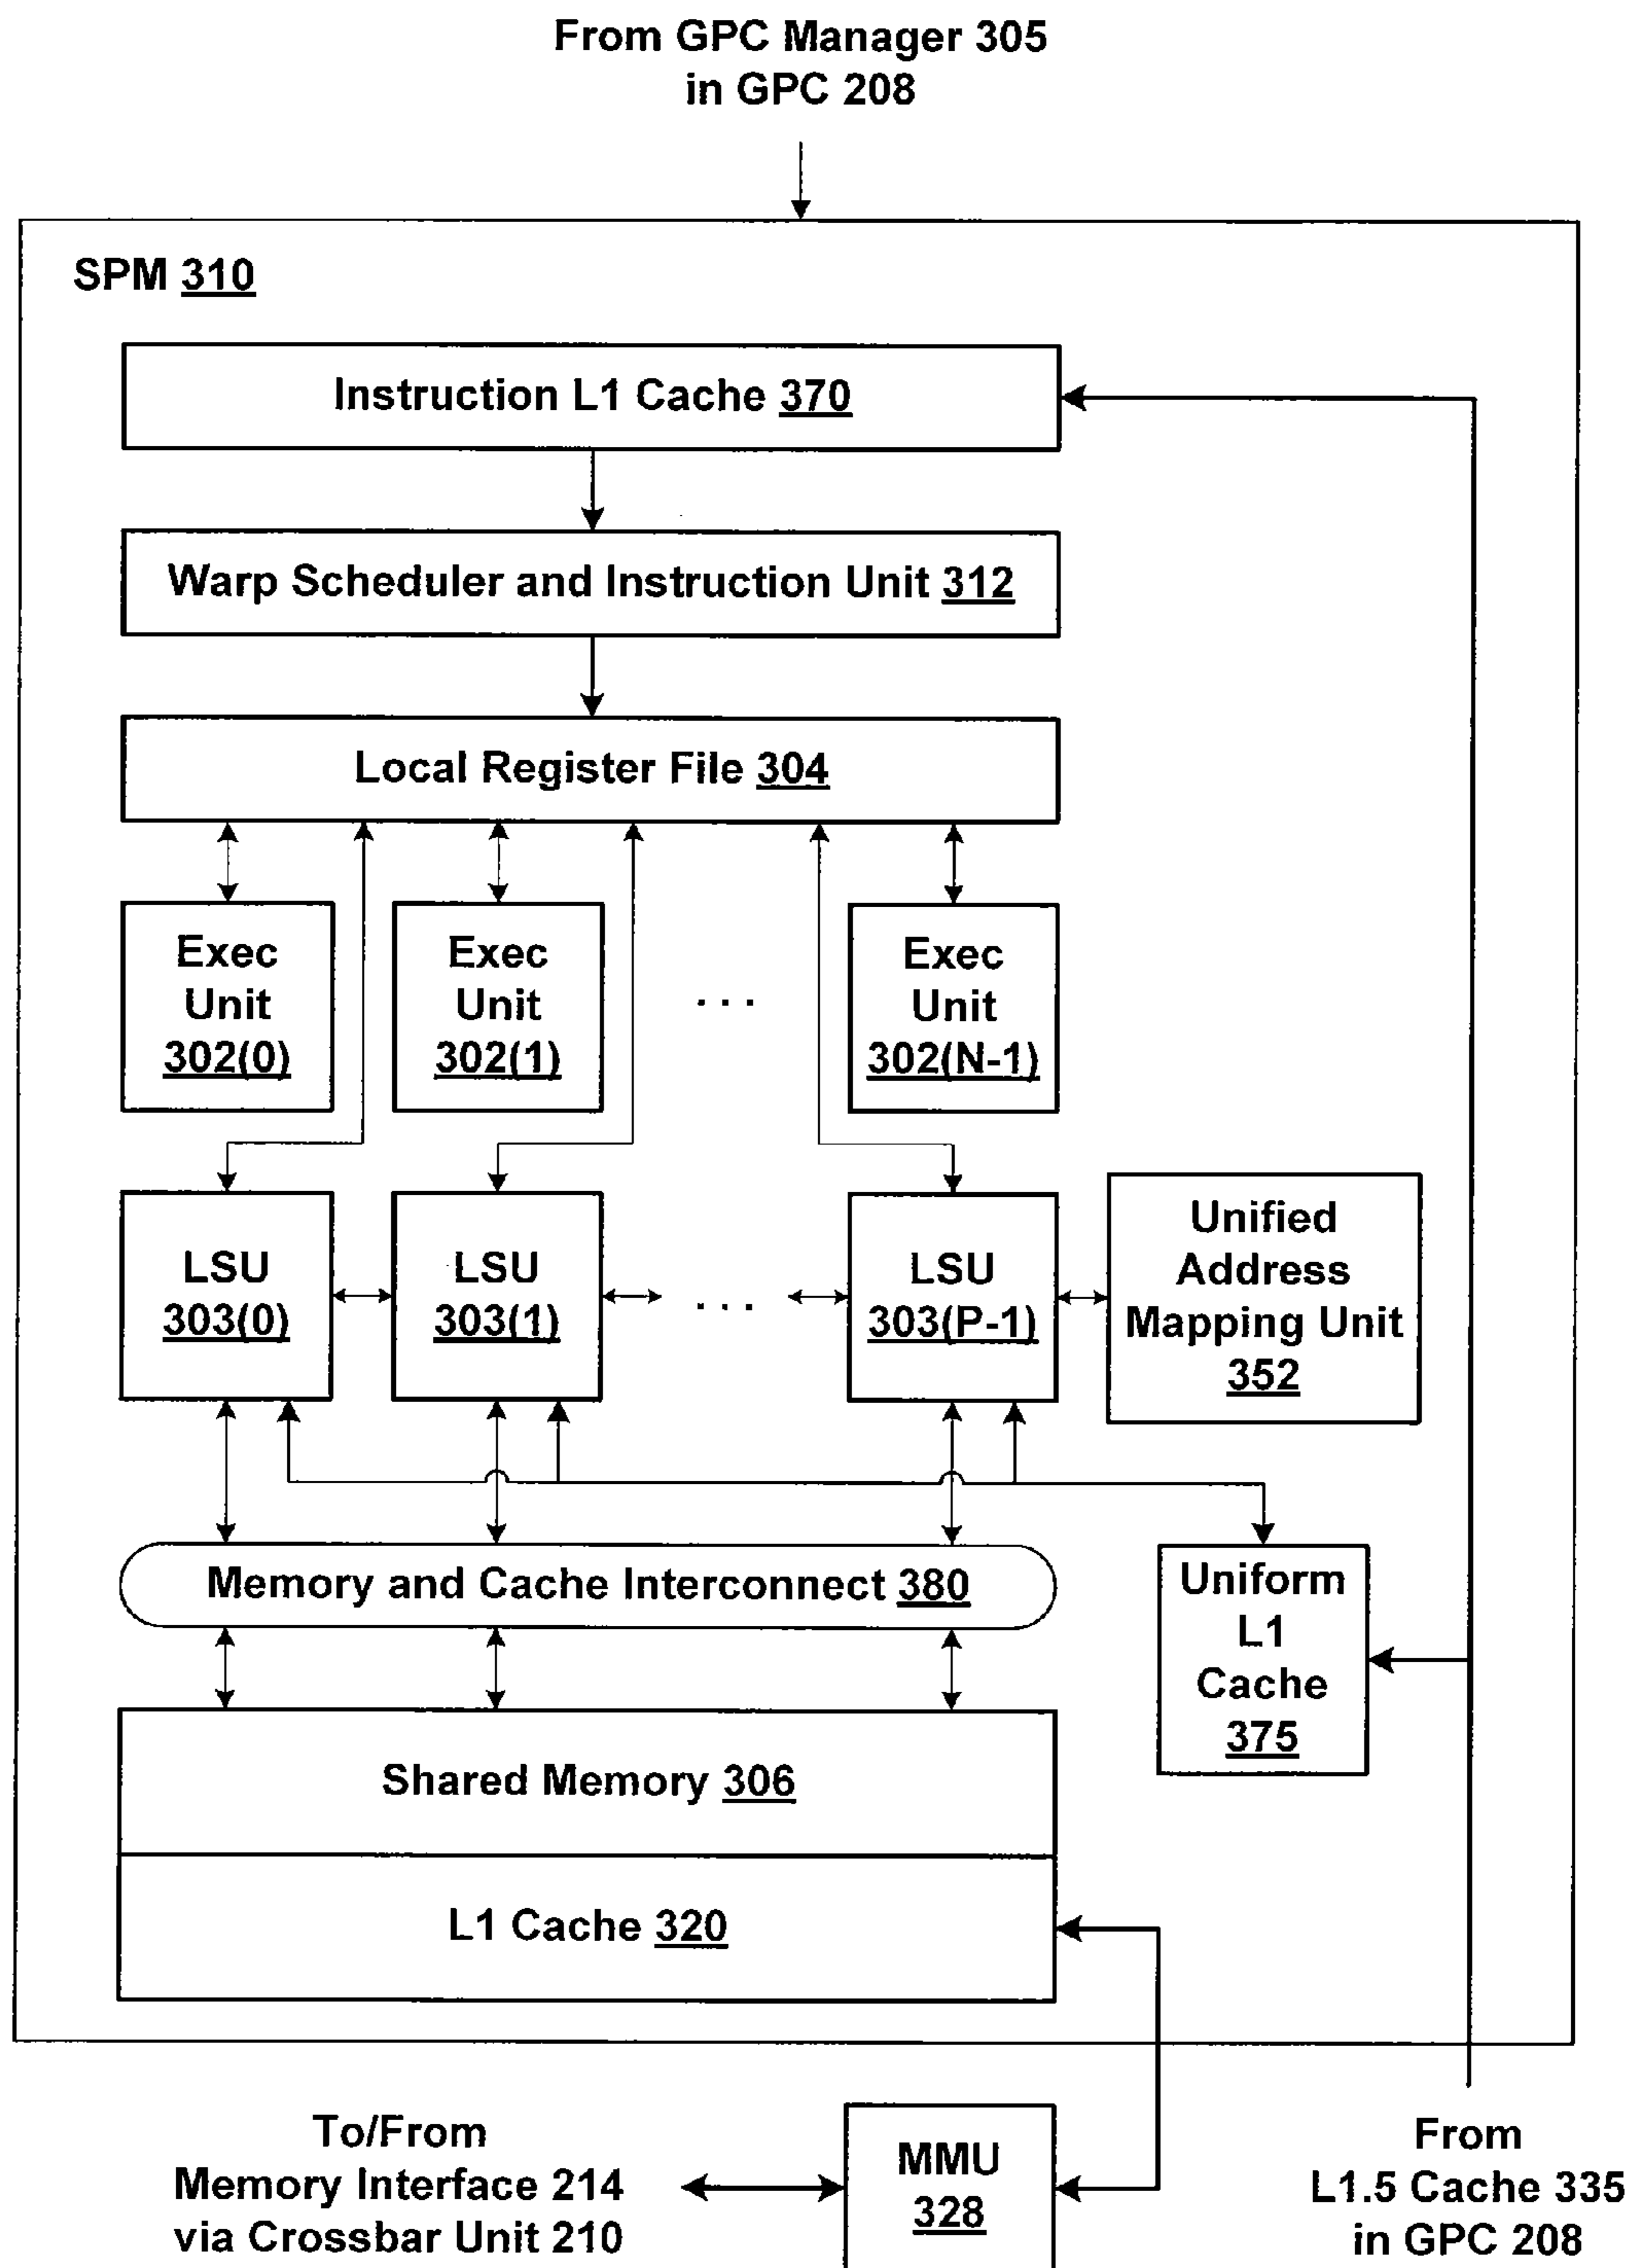 From GPC Manager 305
in GPC 208
SPM 310
Instruction L1 Cache 370
Warp Scheduler and Instruction Unit 312
Local Register File 304
Exec
Unit
302(0)
Exec
Unit
302(1)
. . .
Exec
Unit
302(N-1)
LSU
303(0)
LSU
303(1)
. . .
LSU
303(P-1)
Unified
Address
Mapping Unit
352
Memory and Cache Interconnect 380
Uniform
L1
Cache
375
Shared Memory 306
L1 Cache 320
To/From
Memory Interface 214
via Crossbar Unit 210
MMU
328
From
L1.5 Cache 335
in GPC 208